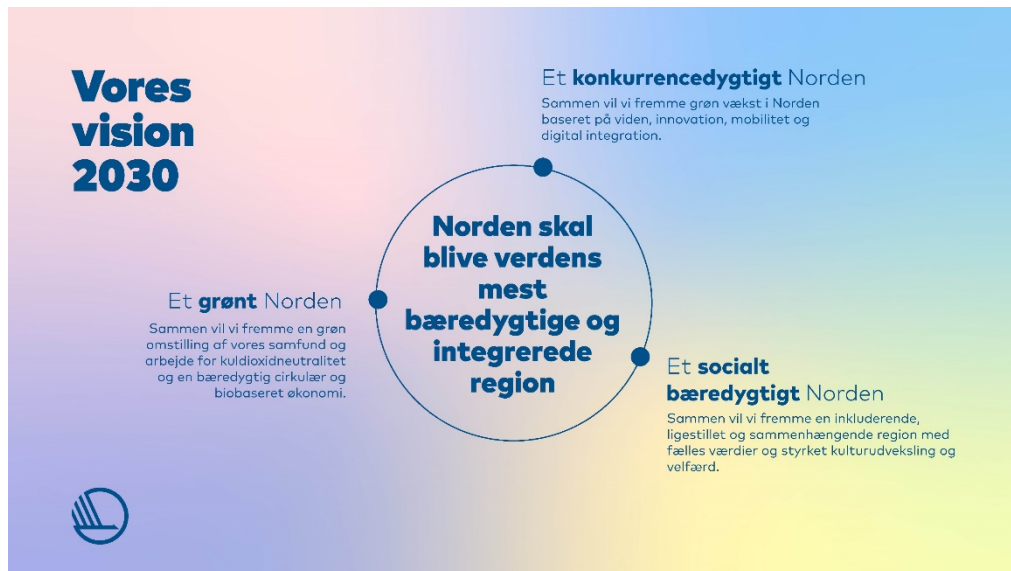 Vores
vision
2030
Et konkurrencedygtigt Norden
Sammen vil vi fremme grøn vækst i Norden
baseret på viden, innovation, mobilitet og
digital integration.
Norden skal
blive verdens
mest
bæredygtige og
integrerede
region
Et grønt Norden
Sammen vil vi fremme en grøn
omstilling af vores samfund og
arbejde for kuldioxidneutralitet
og en bæredygtig cirkulær og
biobaseret økonomi.
Et socialt
bæredygtigt Norden
Sammen vil vi fremme en inkluderende,
ligestillet og sammenhængende region med
fælles værdier og styrket kulturudveksling og
velfærd.